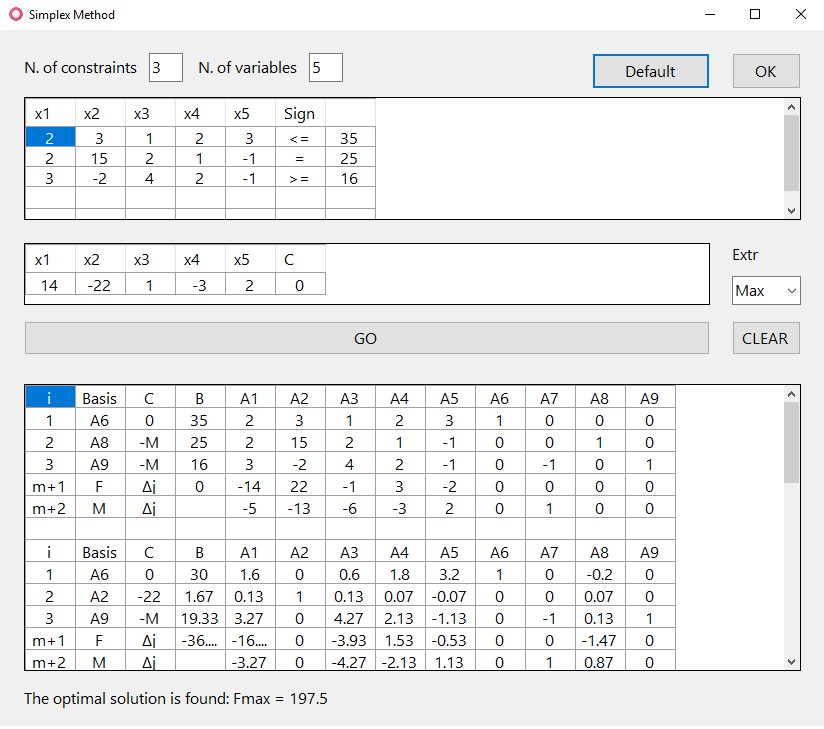 Simplex Method
N. of constraints 3 N. of variables 5 Default OK
x1 x2 x3 x4 x5 Sign
2 3 1 2 3 <= 35
2 15 2 1 -1 = 25
3 -2 4 2 -1 >= 16
x1 x2 x3 x4 x5 C Extr
14 -22 1 -3 2 0 Max
GO CLEAR
i Basis C B A1 A2 A3 A4 A5 A6 A7 A8 A9
1 A6 0 35 2 3 1 2 3 1 0 0 0
2 A8 -M 25 2 15 2 1 -1 0 0 1 0
3 A9 -M 16 3 -2 4 2 -1 0 -1 0 1
m+1 F Δj 0 -14 22 -1 3 -2 0 0 0 0
m+2 M Δj -5 -13 -6 -3 2 0 1 0 0
i Basis C B A1 A2 A3 A4 A5 A6 A7 A8 A9
1 A6 0 30 1.6 0 0.6 1.8 3.2 1 0 -0.2 0
2 A2 -22 1.67 0.13 1 0.13 0.07 -0.07 0 0 0.07 0
3 A9 -M 19.33 3.27 0 4.27 2.13 -1.13 0 -1 0.13 1
m+1 F Δj -36.... -16.... 0 -3.93 1.53 -0.53 0 0 -1.47 0
m+2 M Δj -3.27 0 -4.27 -2.13 1.13 0 1 0.87 0
The optimal solution is found: Fmax = 197.5